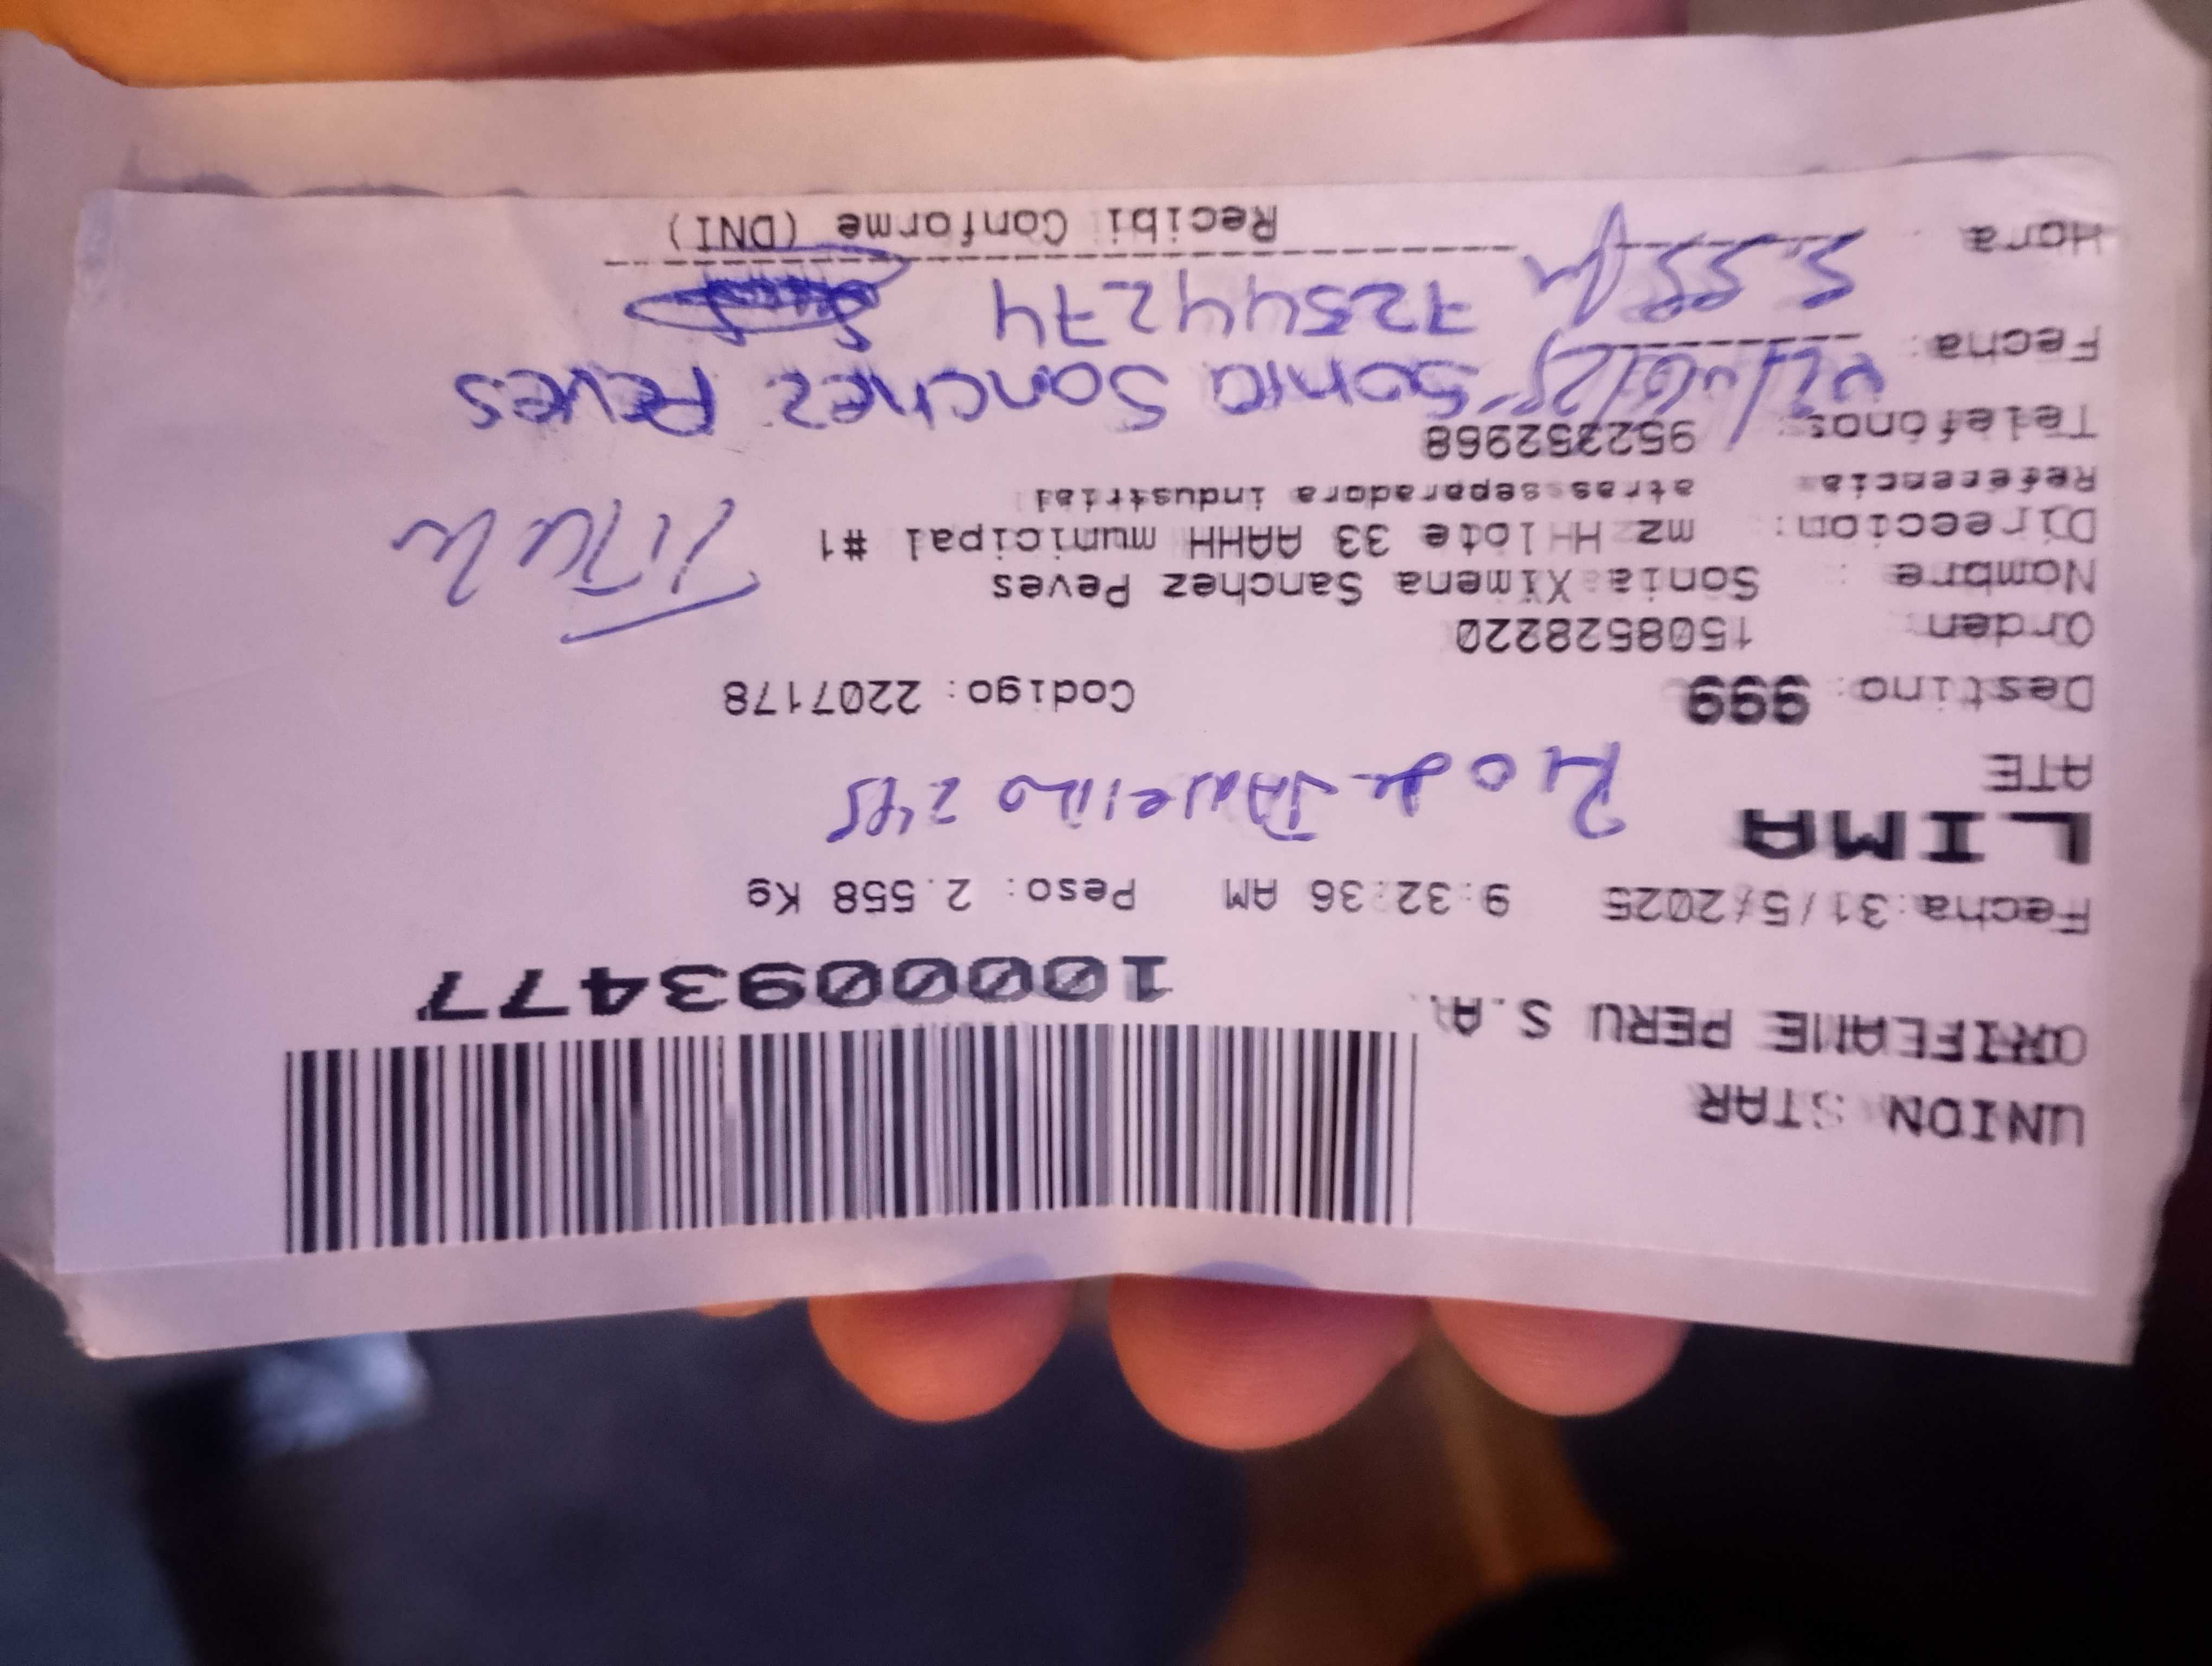 UNION STAR
ORIFLAME PERU S.A.
1000093477
Fecha:31/5/2025 9:32:36 AM Peso: 2.558 Kg
LIMA
ATE
245
Destino: 999 Codigo: 2207178
Orden 1508528220
Nombre : Sonia Ximena Sanchez Peves
Direccion: mz HH lote 33 AAHH municipal #1
Referencia atras separadora industrial
Titular
Telefonos: 952352968
Fecha: Sonia Sanchez Peves
72544274
Hora
Recibi Conforme (DNI)